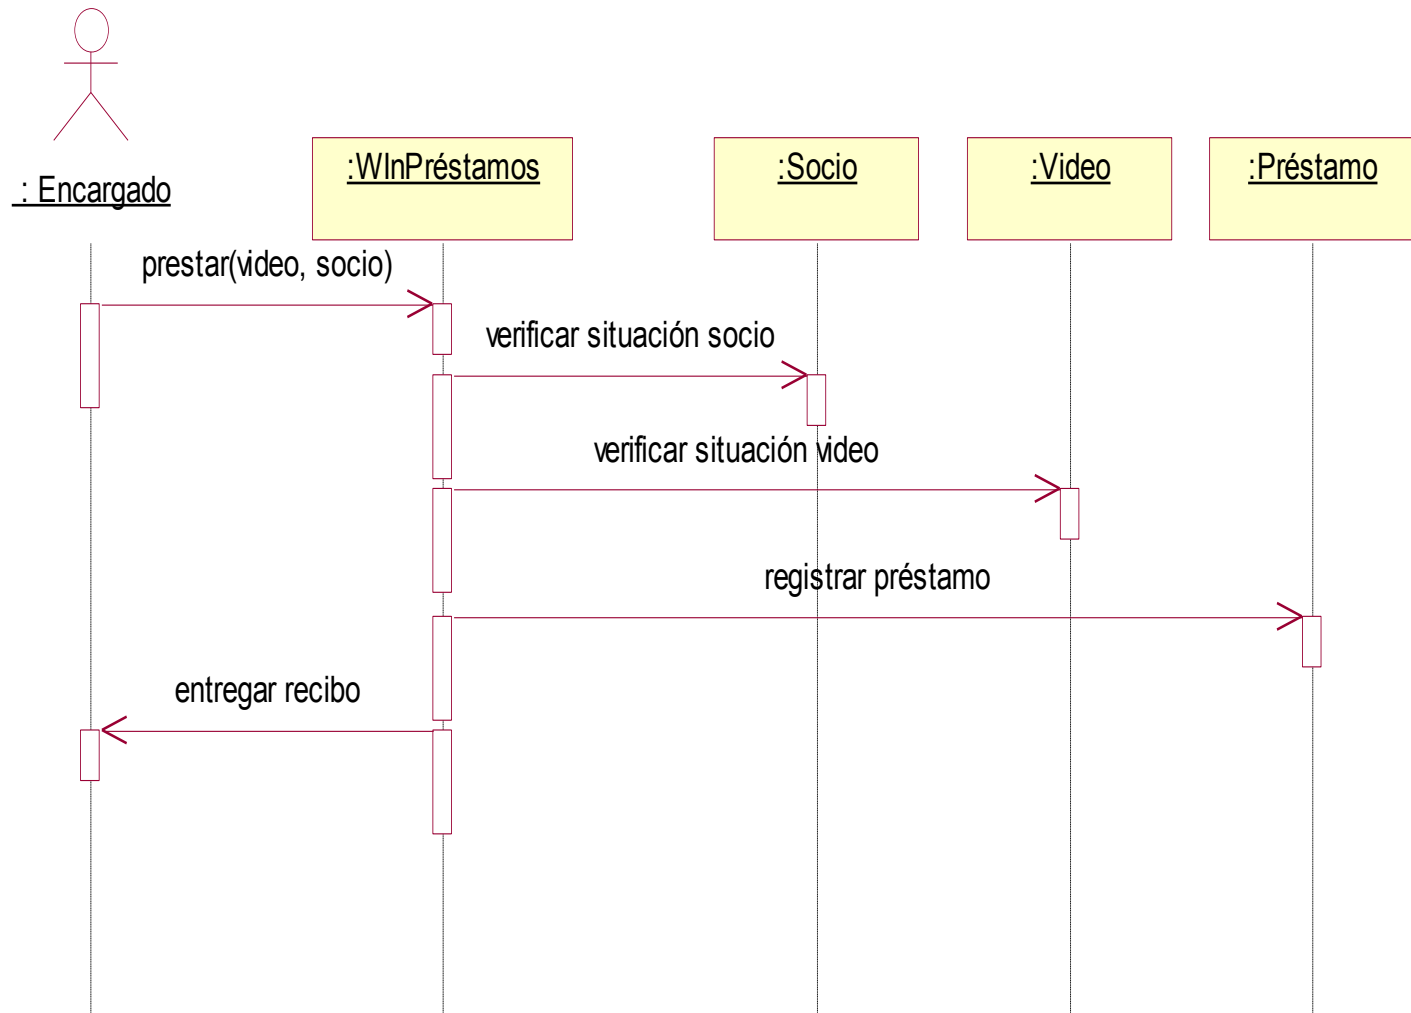 : Encargado
:WInPréstamos
:Socio
:Video
:Préstamo
prestar(video, socio)
verificar situación socio
verificar situación video
registrar préstamo
entregar recibo